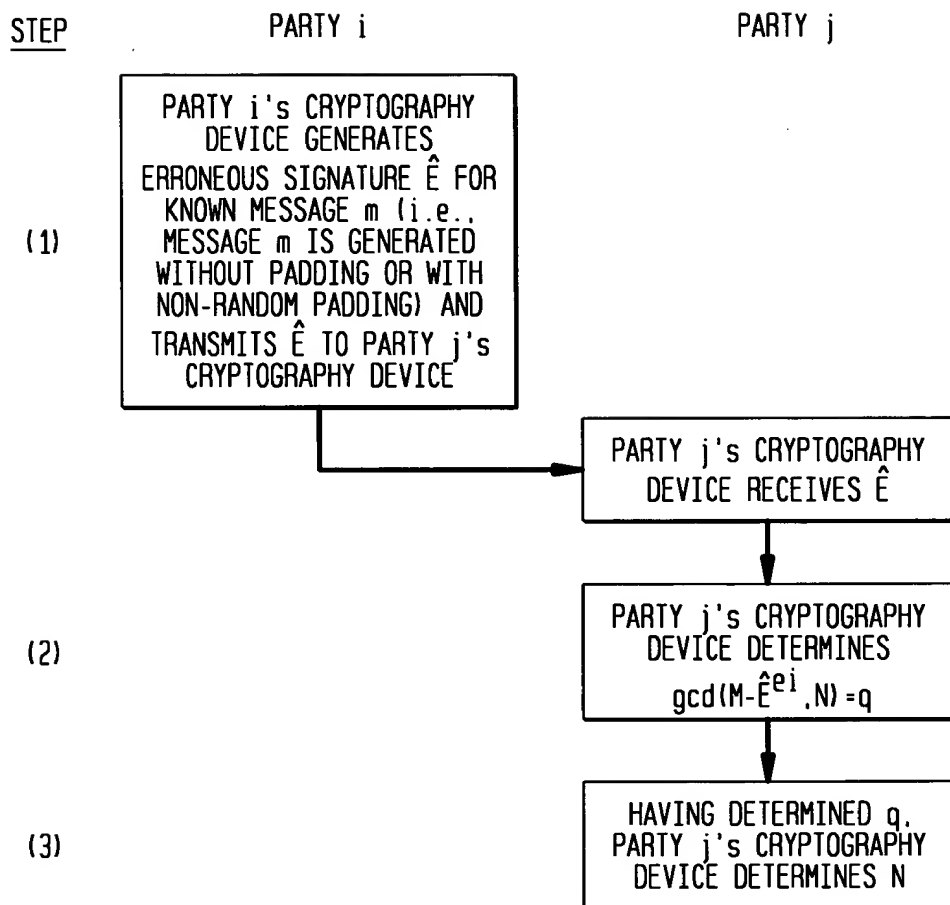 STEP
PARTY i
PARTY j
(1)
PARTY i's CRYPTOGRAPHY
DEVICE GENERATES
ERRONEOUS SIGNATURE Ê FOR
KNOWN MESSAGE m (i.e.,
MESSAGE m IS GENERATED
WITHOUT PADDING OR WITH
NON-RANDOM PADDING) AND
TRANSMITS Ê TO PARTY j's
CRYPTOGRAPHY DEVICE
PARTY j's CRYPTOGRAPHY
DEVICE RECEIVES Ê
(2)
PARTY j's CRYPTOGRAPHY
DEVICE DETERMINES
gcd(M-Ê^ei,N)=q
(3)
HAVING DETERMINED q,
PARTY j's CRYPTOGRAPHY
DEVICE DETERMINES N